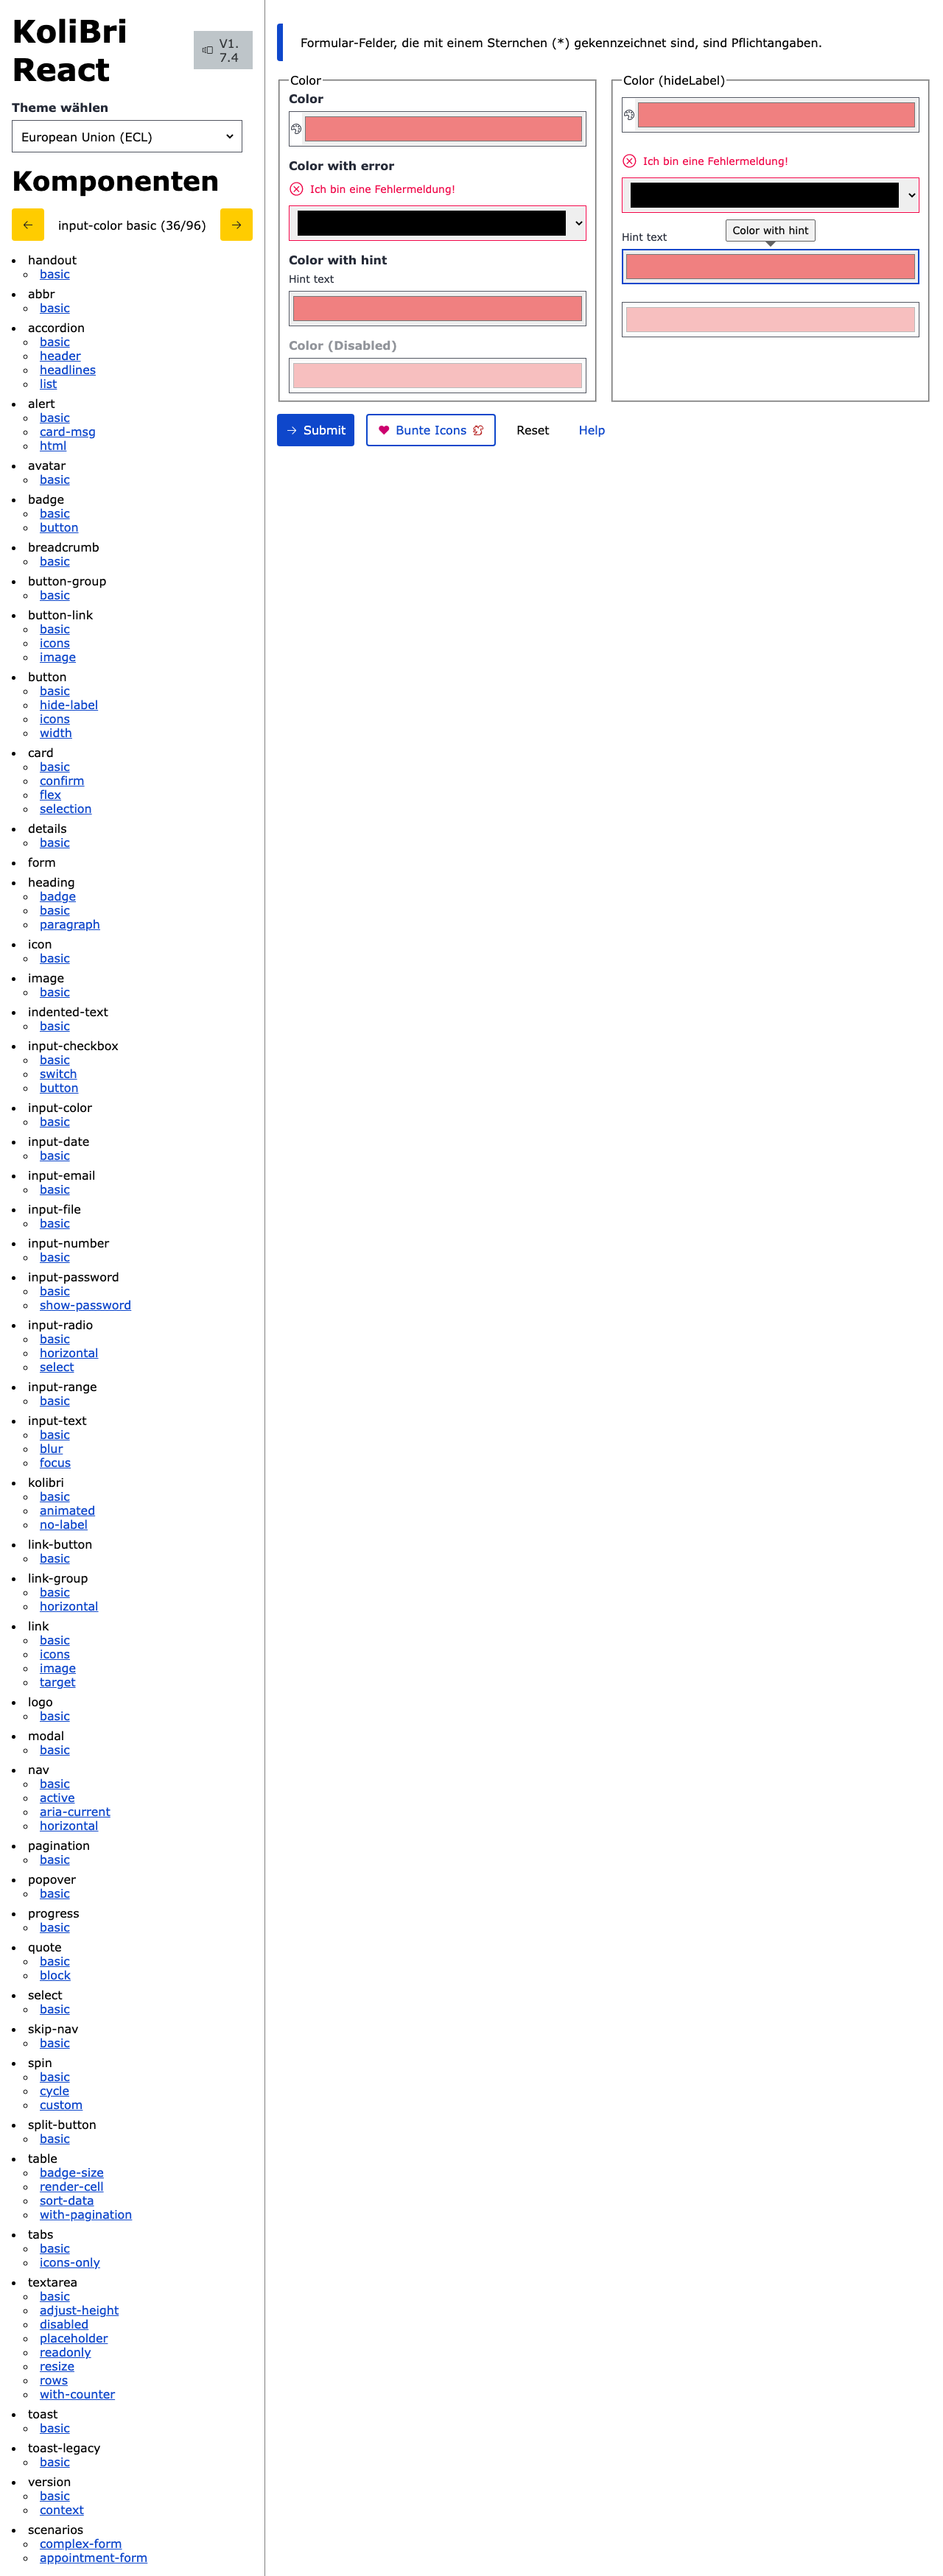 KoliBri
React
V1.
7.4
Theme wählen
European Union (ECL)
Komponenten
input-color basic (36/96)
handout
basic
abbr
basic
accordion
basic
header
headlines
list
alert
basic
card-msg
html
avatar
basic
badge
basic
button
breadcrumb
basic
button-group
basic
button-link
basic
icons
image
button
basic
hide-label
icons
width
card
basic
confirm
flex
selection
details
basic
form
heading
badge
basic
paragraph
icon
basic
image
basic
indented-text
basic
input-checkbox
basic
switch
button
input-color
basic
input-date
basic
input-email
basic
input-file
basic
input-number
basic
input-password
basic
show-password
input-radio
basic
horizontal
select
input-range
basic
input-text
basic
blur
focus
kolibri
basic
animated
no-label
link-button
basic
link-group
basic
horizontal
link
basic
icons
image
target
logo
basic
modal
basic
nav
basic
active
aria-current
horizontal
pagination
basic
popover
basic
progress
basic
quote
basic
block
select
basic
skip-nav
basic
spin
basic
cycle
custom
split-button
basic
table
badge-size
render-cell
sort-data
with-pagination
tabs
basic
icons-only
textarea
basic
adjust-height
disabled
placeholder
readonly
resize
rows
with-counter
toast
basic
toast-legacy
basic
version
basic
context
scenarios
complex-form
appointment-form
Formular-Felder, die mit einem Sternchen (*) gekennzeichnet sind, sind Pflichtangaben.
Color
Color
Color with error
Ich bin eine Fehlermeldung!
Color with hint
Hint text
Color (Disabled)
Color (hideLabel)
Ich bin eine Fehlermeldung!
Color with hint
Hint text
Submit
Bunte Icons
Reset
Help